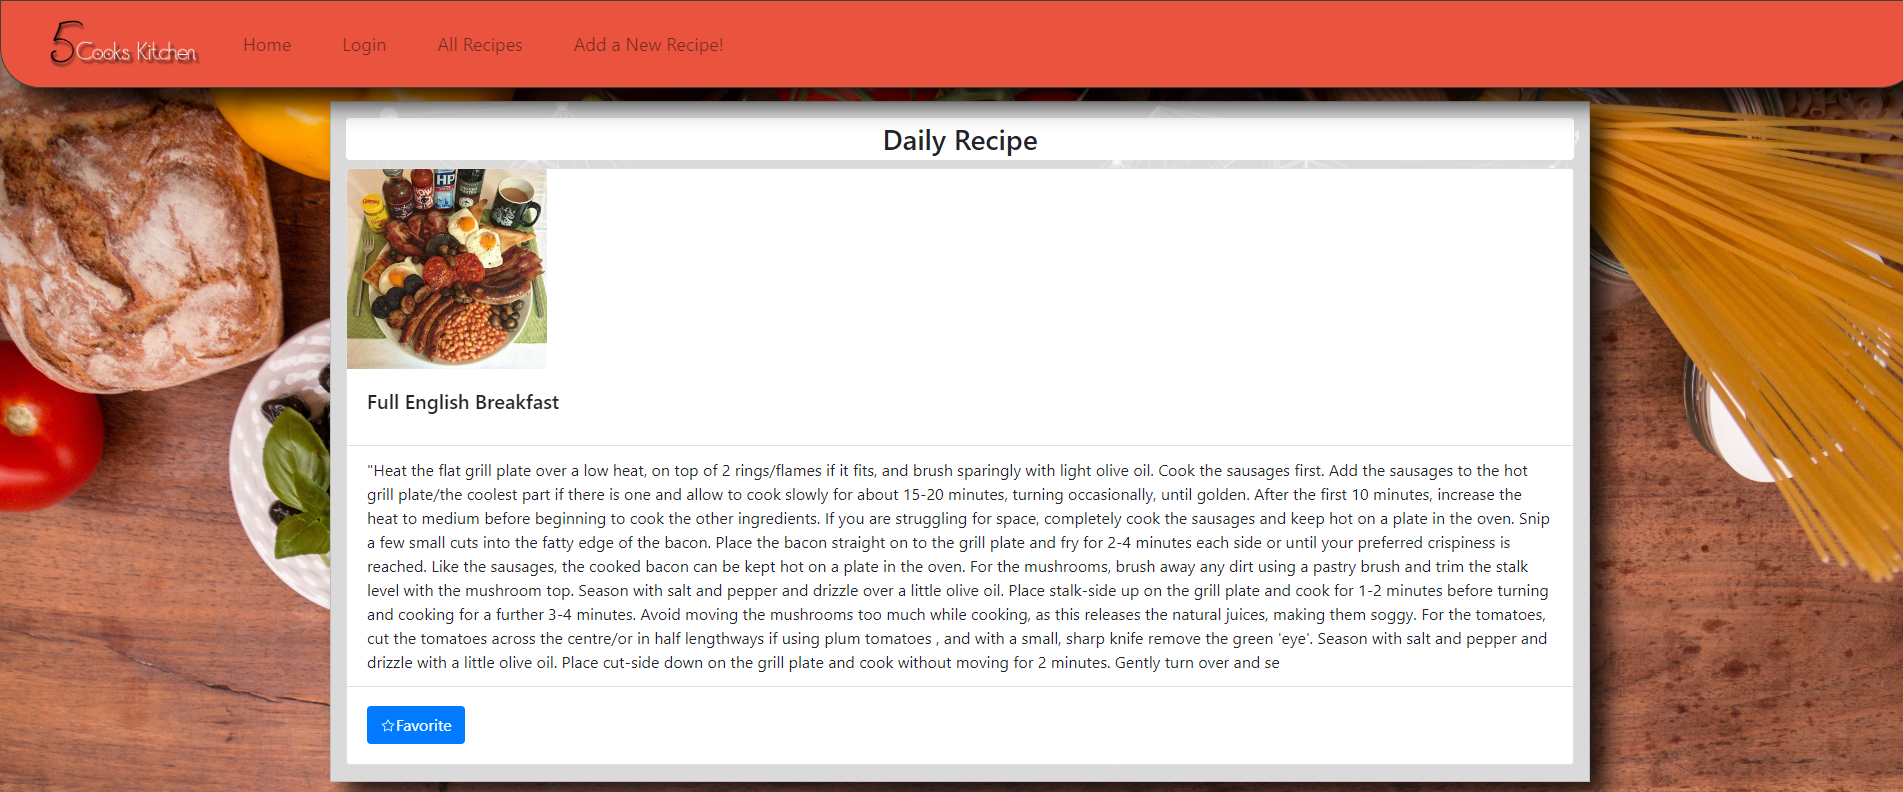 5 Cooks Kitchen
Home
Login
All Recipes
Add a New Recipe!
Daily Recipe
HP
Full English Breakfast
"Heat the flat grill plate over a low heat, on top of 2 rings/flames if it fits, and brush sparingly with light olive oil. Cook the sausages first. Add the sausages to the hot
grill plate/the coolest part if there is one and allow to cook slowly for about 15-20 minutes, turning occasionally, until golden. After the first 10 minutes, increase the
heat to medium before beginning to cook the other ingredients. If you are struggling for space, completely cook the sausages and keep hot on a plate in the oven. Snip
a few small cuts into the fatty edge of the bacon. Place the bacon straight on to the grill plate and fry for 2-4 minutes each side or until your preferred crispiness is
reached. Like the sausages, the cooked bacon can be kept hot on a plate in the oven. For the mushrooms, brush away any dirt using a pastry brush and trim the stalk
level with the mushroom top. Season with salt and pepper and drizzle over a little olive oil. Place stalk-side up on the grill plate and cook for 1-2 minutes before turning
and cooking for a further 3-4 minutes. Avoid moving the mushrooms too much while cooking, as this releases the natural juices, making them soggy. For the tomatoes,
cut the tomatoes across the centre/or in half lengthways if using plum tomatoes , and with a small, sharp knife remove the green 'eye'. Season with salt and pepper and
drizzle with a little olive oil. Place cut-side down on the grill plate and cook without moving for 2 minutes. Gently turn over and se
Favorite